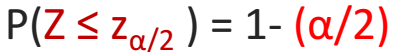 P(Z ≤ z_{α/2} ) = 1- (α/2)